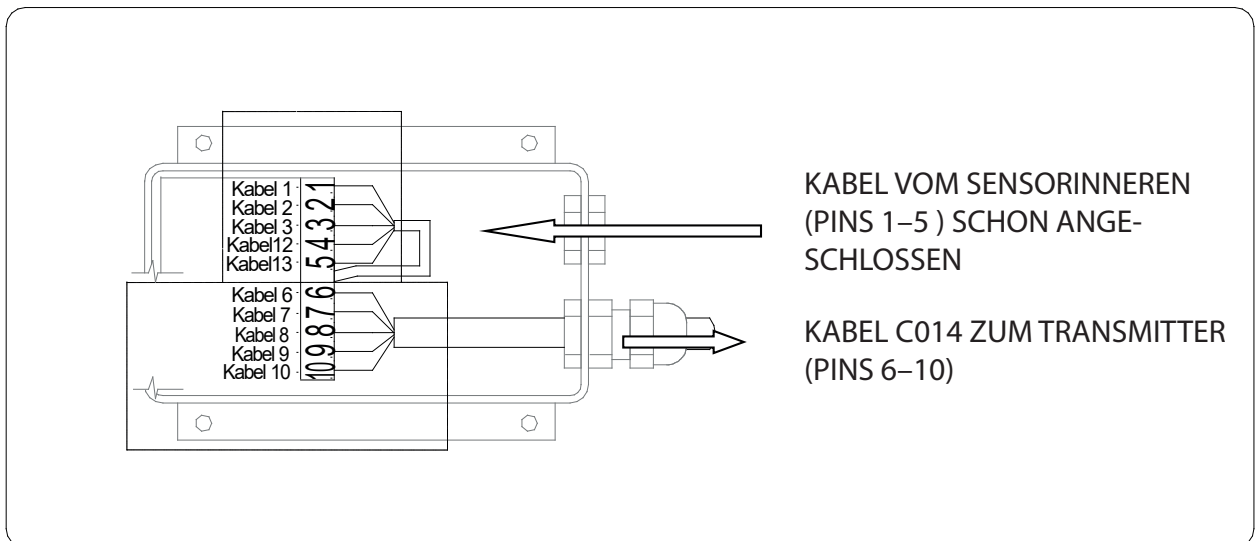 Kabel 1 1
Kabel 2 2
Kabel 3 3
Kabel12 4
Kabel13 5
Kabel 6 6
Kabel 7 7
Kabel 8 8
Kabel 9 9
Kabel 10 10
KABEL VOM SENSORINNEREN
(PINS 1–5 ) SCHON ANGE-
SCHLOSSEN
KABEL C014 ZUM TRANSMITTER
(PINS 6–10)